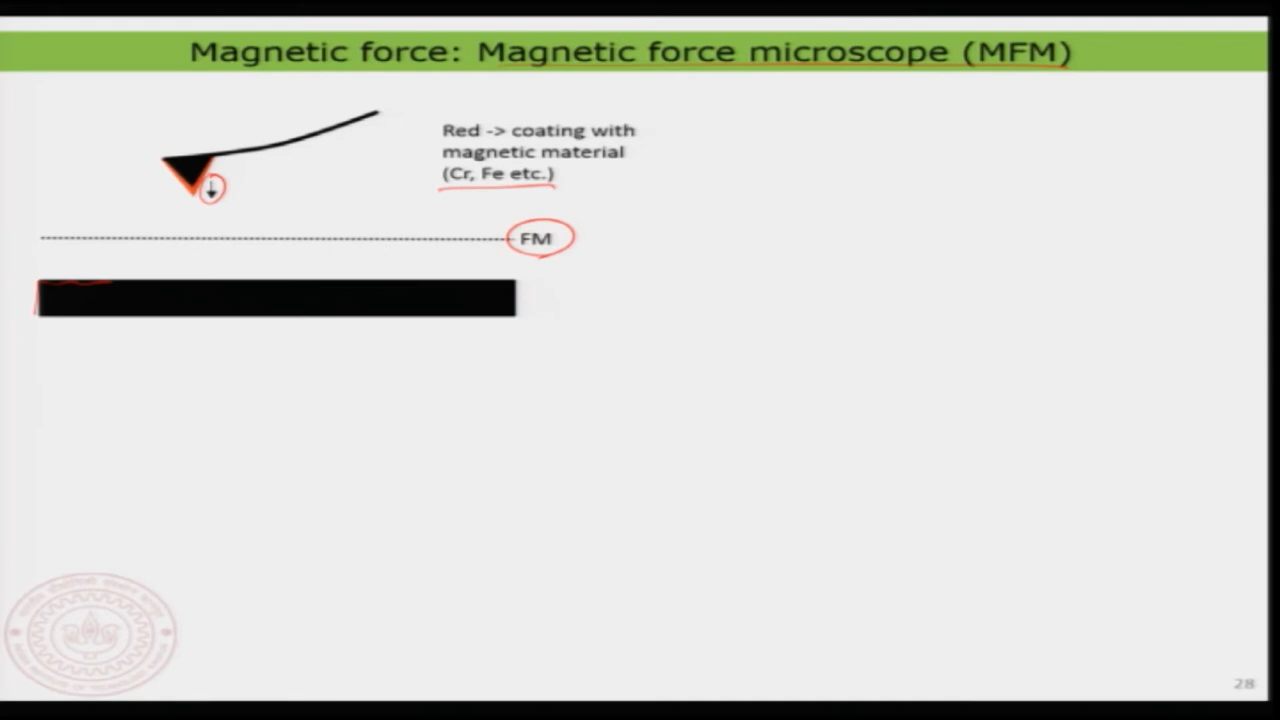 Magnetic force: Magnetic force microscope (MFM)
Red -> coating with
magnetic material
(Cr, Fe etc.)
FM
28